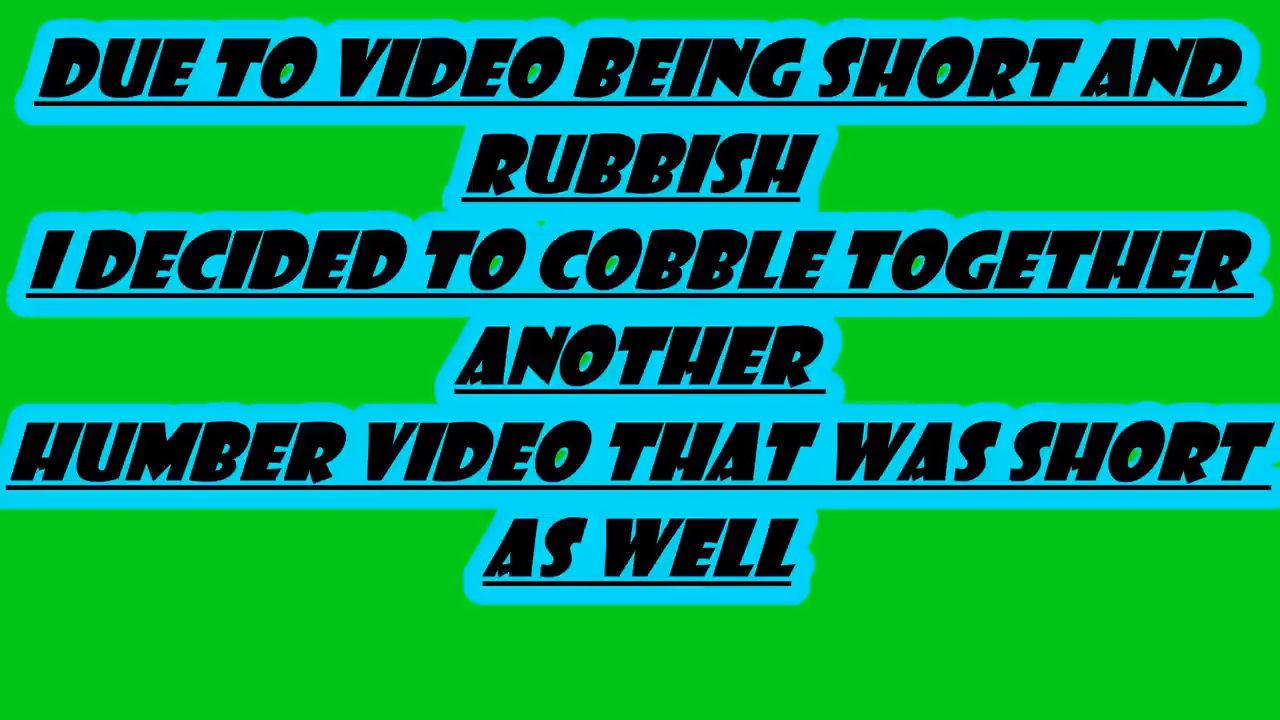 DUE TO VIDEO BEING SHORT AND
RUBBISH
I DECIDED TO COBBLE TOGETHER
ANOTHER
HUMBER VIDEO THAT WAS SHORT
AS WELL